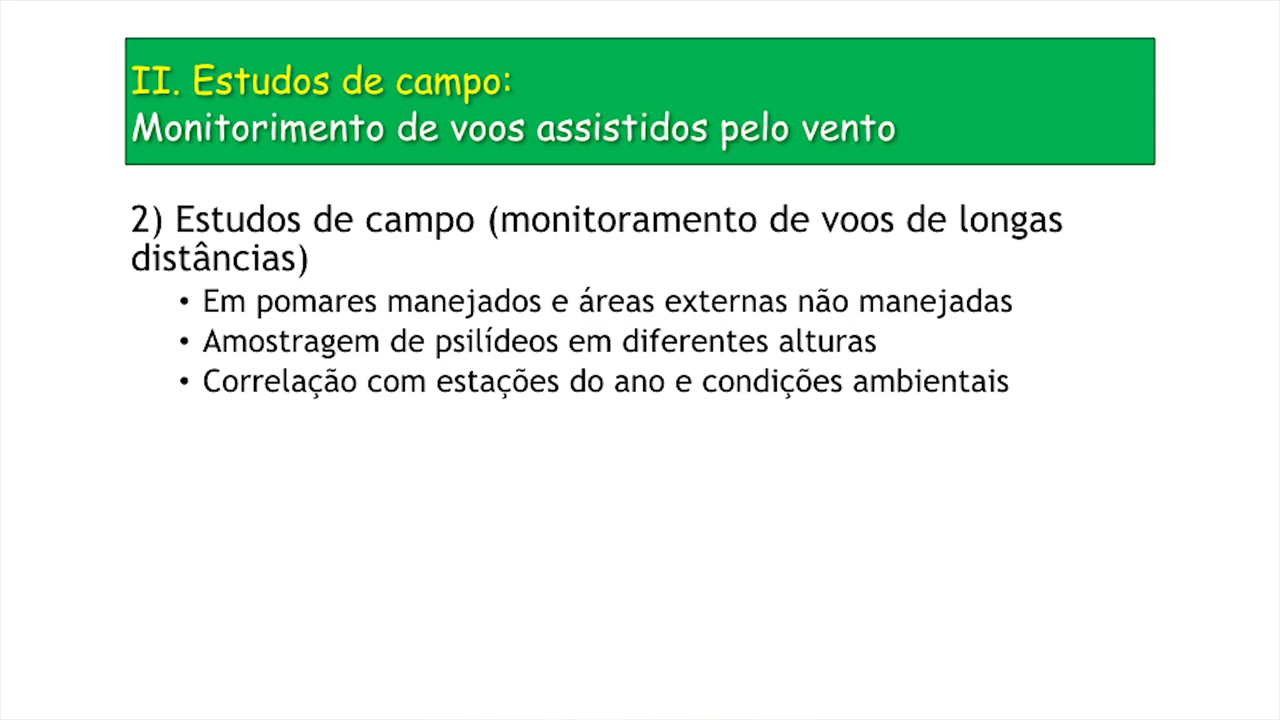 II. Estudos de campo:
Monitorimento de voos assistidos pelo vento
2) Estudos de campo (monitoramento de voos de longas
distâncias)
• Em pomares manejados e áreas externas não manejadas
• Amostragem de psilídeos em diferentes alturas
• Correlação com estações do ano e condições ambientais